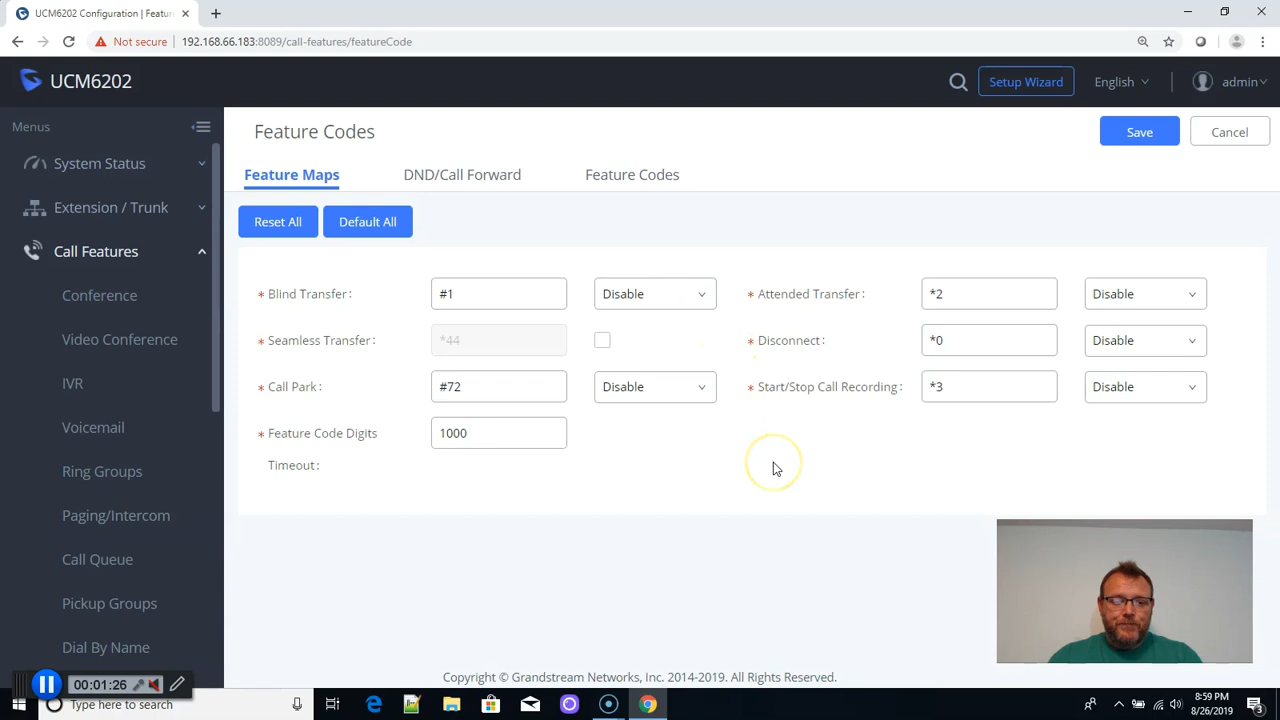 UCM6202 Configuration | Featur
Not secure
192.168.66.183:8089/call-features/featureCode
UCM6202
Setup Wizard
English
admin
Menus
System Status
Extension / Trunk
Call Features
Conference
Video Conference
IVR
Voicemail
Ring Groups
Paging/Intercom
Call Queue
Pickup Groups
Dial By Name
Feature Codes
Save
Cancel
Feature Maps
DND/Call Forward
Feature Codes
Reset All
Default All
* Blind Transfer :
#1
Disable
* Attended Transfer :
*2
Disable
* Seamless Transfer :
*44
* Disconnect :
*0
Disable
* Call Park :
#72
Disable
* Start/Stop Call Recording :
*3
Disable
* Feature Code Digits
Timeout :
1000
Copyright © Grandstream Networks, Inc. 2014-2019. All Rights Reserved.
00:01:26
Type here to search
8:59 PM
8/26/2019
3